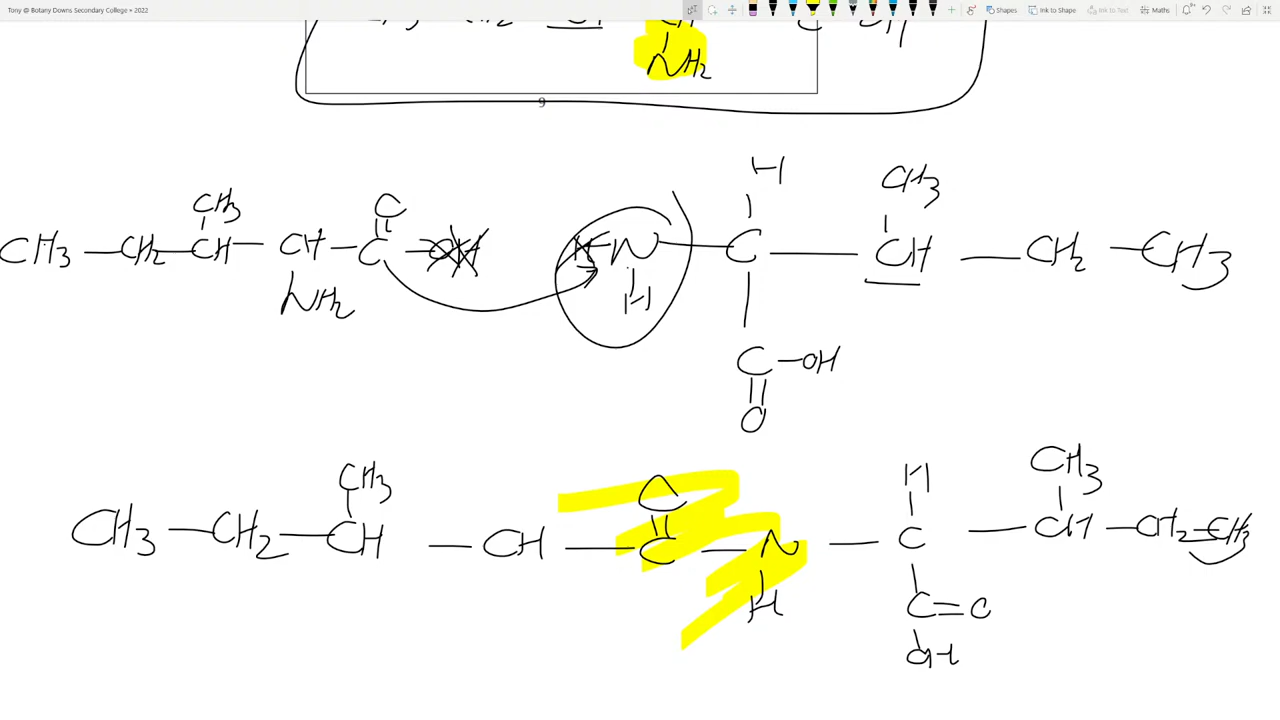 Tony @ Botany Downs Secondary College • 2022
Shapes Ink to Shape Ink to Text Maths
NH2
9
H
CH3 CH3
CH3 — CH2 — CH — CH — C — OH H — N — C — CH — CH2 — CH3
NH2 H
C — OH
O
CH3 H CH3
CH3 — CH2 — CH — CH — C — N — C — CH — CH2 — CH3
H C = O
OH